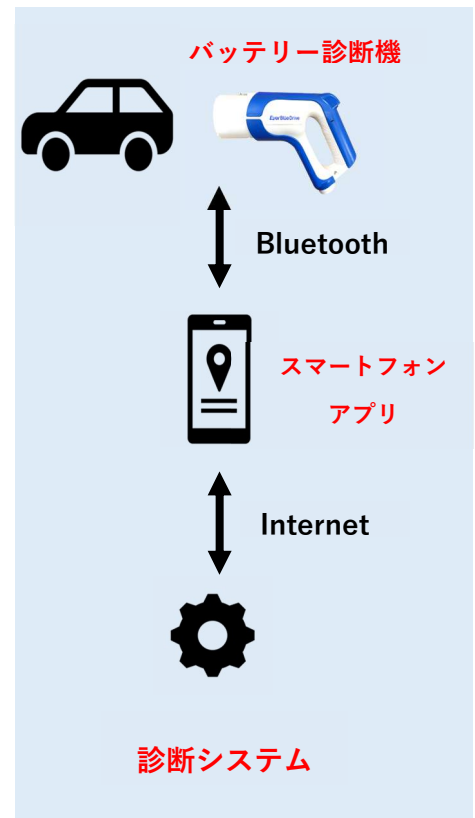 バッテリー診断機
EverBlueDrive
Bluetooth
スマートフォン
アプリ
Internet
診断システム